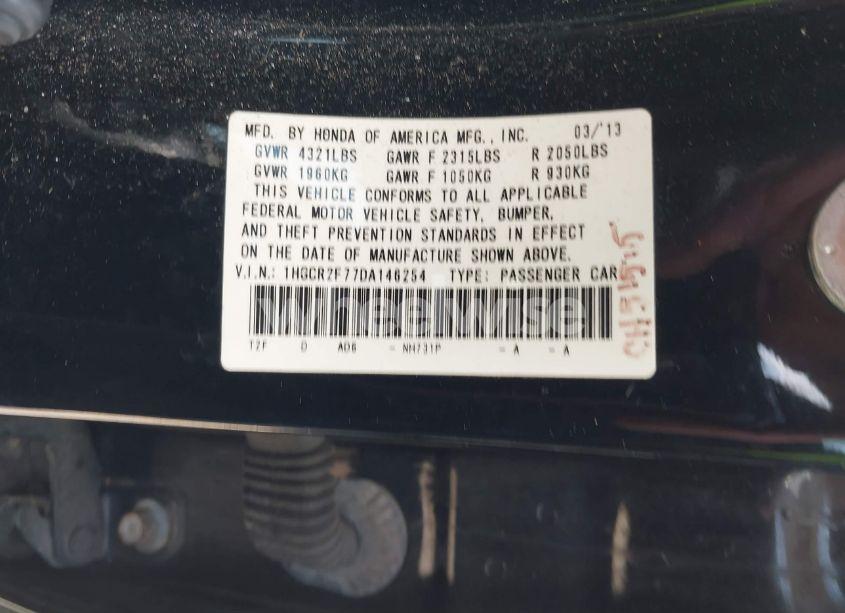 MFD. BY HONDA OF AMERICA MFG., INC. 03/'13
GVWR 4321LBS GAWR F 2315LBS R 2050LBS
GVWR 1960KG GAWR F 1050KG R 930KG
THIS VEHICLE CONFORMS TO ALL APPLICABLE
FEDERAL MOTOR VEHICLE SAFETY, BUMPER,
AND THEFT PREVENTION STANDARDS IN EFFECT
ON THE DATE OF MANUFACTURE SHOWN ABOVE.
V.I.N.: 1HGCR2F77DA146254 TYPE: PASSENGER CAR
Wheelwise
T2F D AD6 - NH731P - A - A